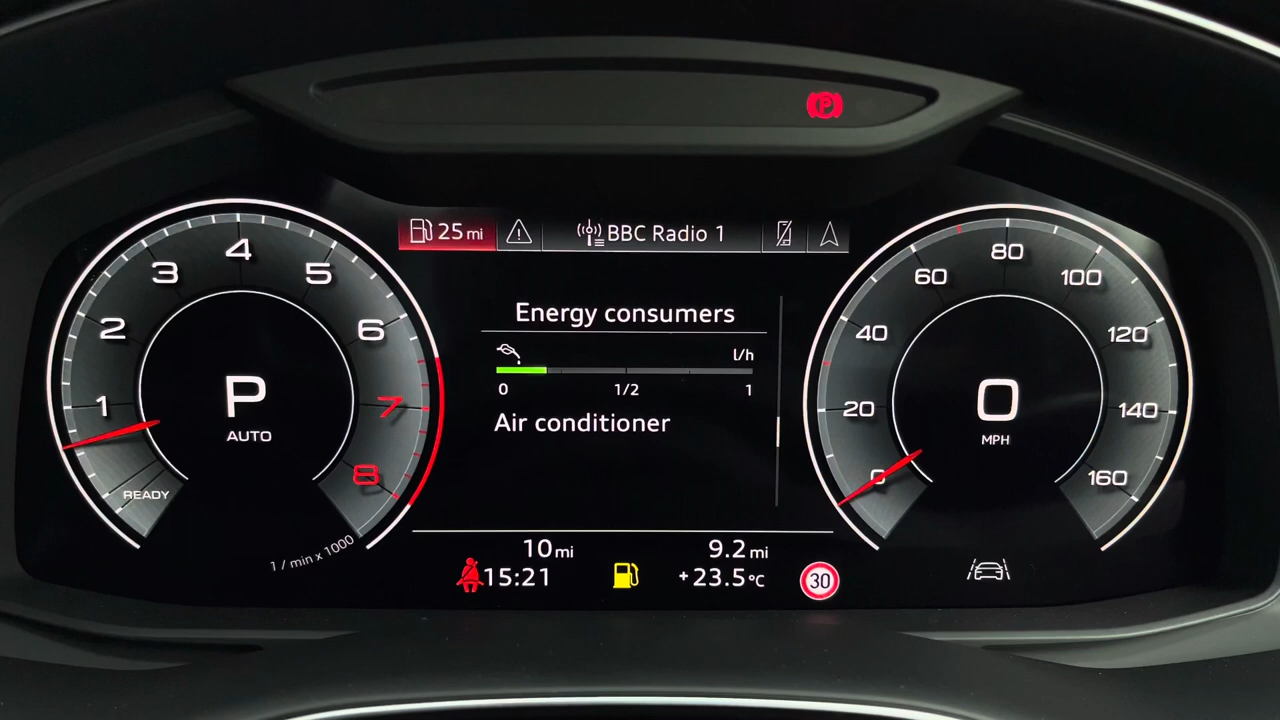 P
25 mi
BBC Radio 1
1
2
3
4
5
6
7
8
READY
P
AUTO
1 / min x 1000
Energy consumers
l/h
0 1/2 1
Air conditioner
0
20
40
60
80
100
120
140
160
0
MPH
10 mi 9.2 mi
15:21 +23.5 °C 30